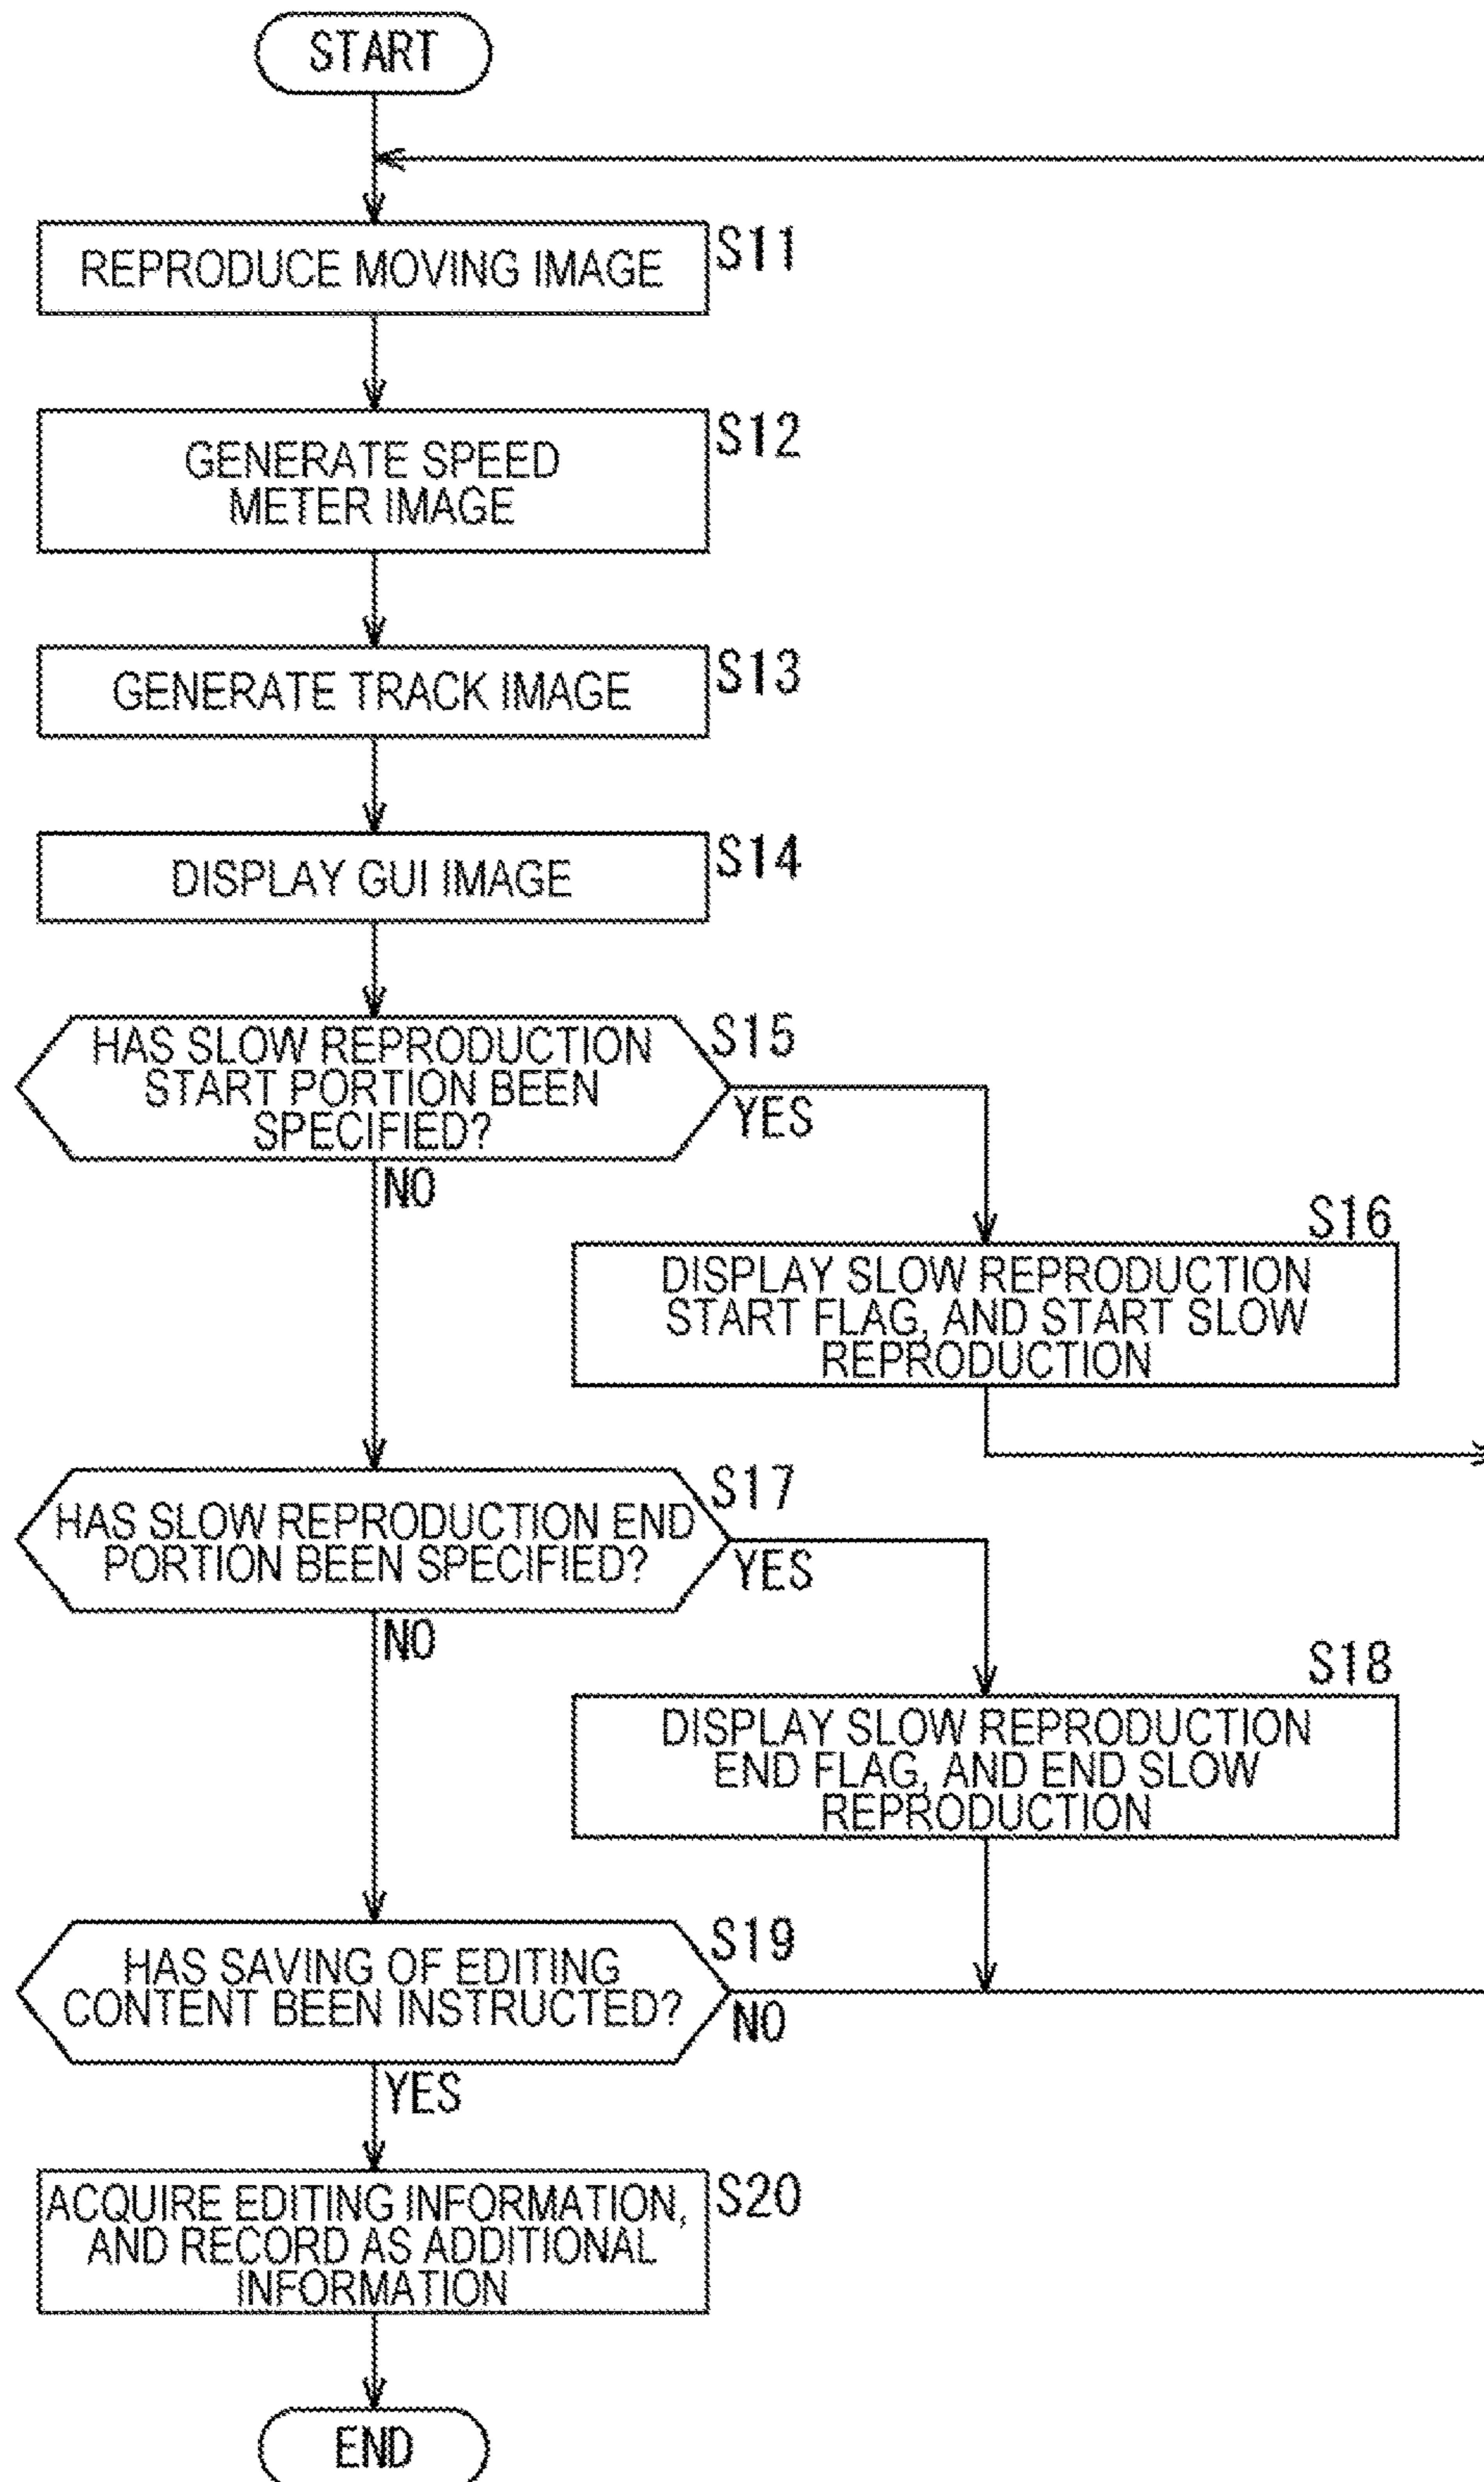 START
REPRODUCE MOVING IMAGE
S11
GENERATE SPEED
METER IMAGE
S12
GENERATE TRACK IMAGE
S13
DISPLAY GUI IMAGE
S14
HAS SLOW REPRODUCTION
START PORTION BEEN
SPECIFIED?
S15
YES
NO
S16
DISPLAY SLOW REPRODUCTION
START FLAG, AND START SLOW
REPRODUCTION
HAS SLOW REPRODUCTION END
PORTION BEEN SPECIFIED?
S17
YES
NO
S18
DISPLAY SLOW REPRODUCTION
END FLAG, AND END SLOW
REPRODUCTION
HAS SAVING OF EDITING
CONTENT BEEN INSTRUCTED?
S19
NO
YES
ACQUIRE EDITING INFORMATION,
AND RECORD AS ADDITIONAL
INFORMATION
S20
END